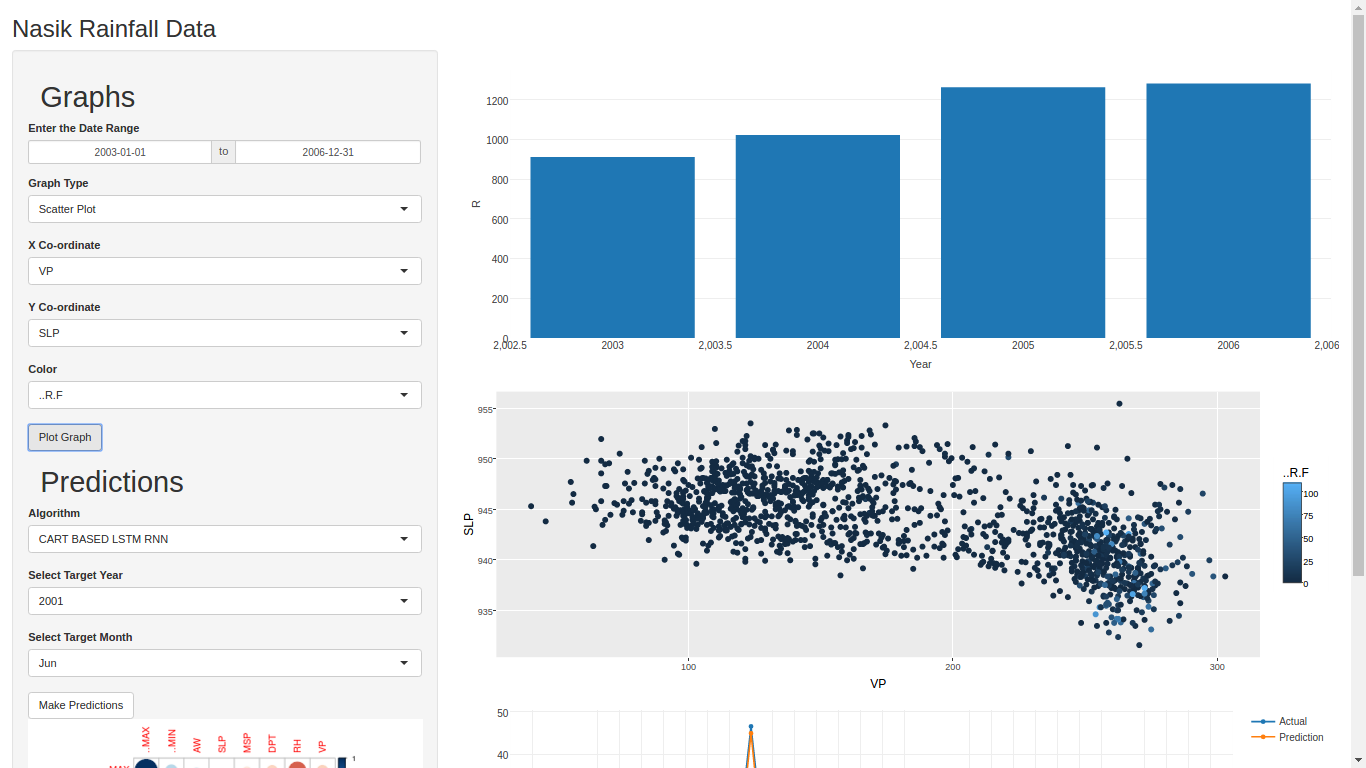 Nasik Rainfall Data
Graphs
Enter the Date Range
2003-01-01 to 2006-12-31
Graph Type
Scatter Plot
X Co-ordinate
VP
Y Co-ordinate
SLP
Color
..R.F
Plot Graph
Predictions
Algorithm
CART BASED LSTM RNN
Select Target Year
2001
Select Target Month
Jun
Make Predictions
..MAX ..MIN AW SLP MSP DPT RH VP
..MAX 1
1200
1000
800
600
400
200
0
R
2,002.5 2003 2,003.5 2004 2,004.5 2005 2,005.5 2006 2,006
Year
955
950
945
940
935
SLP
100 200 300
VP
..R.F
100
75
50
25
0
50
40
Actual
Prediction